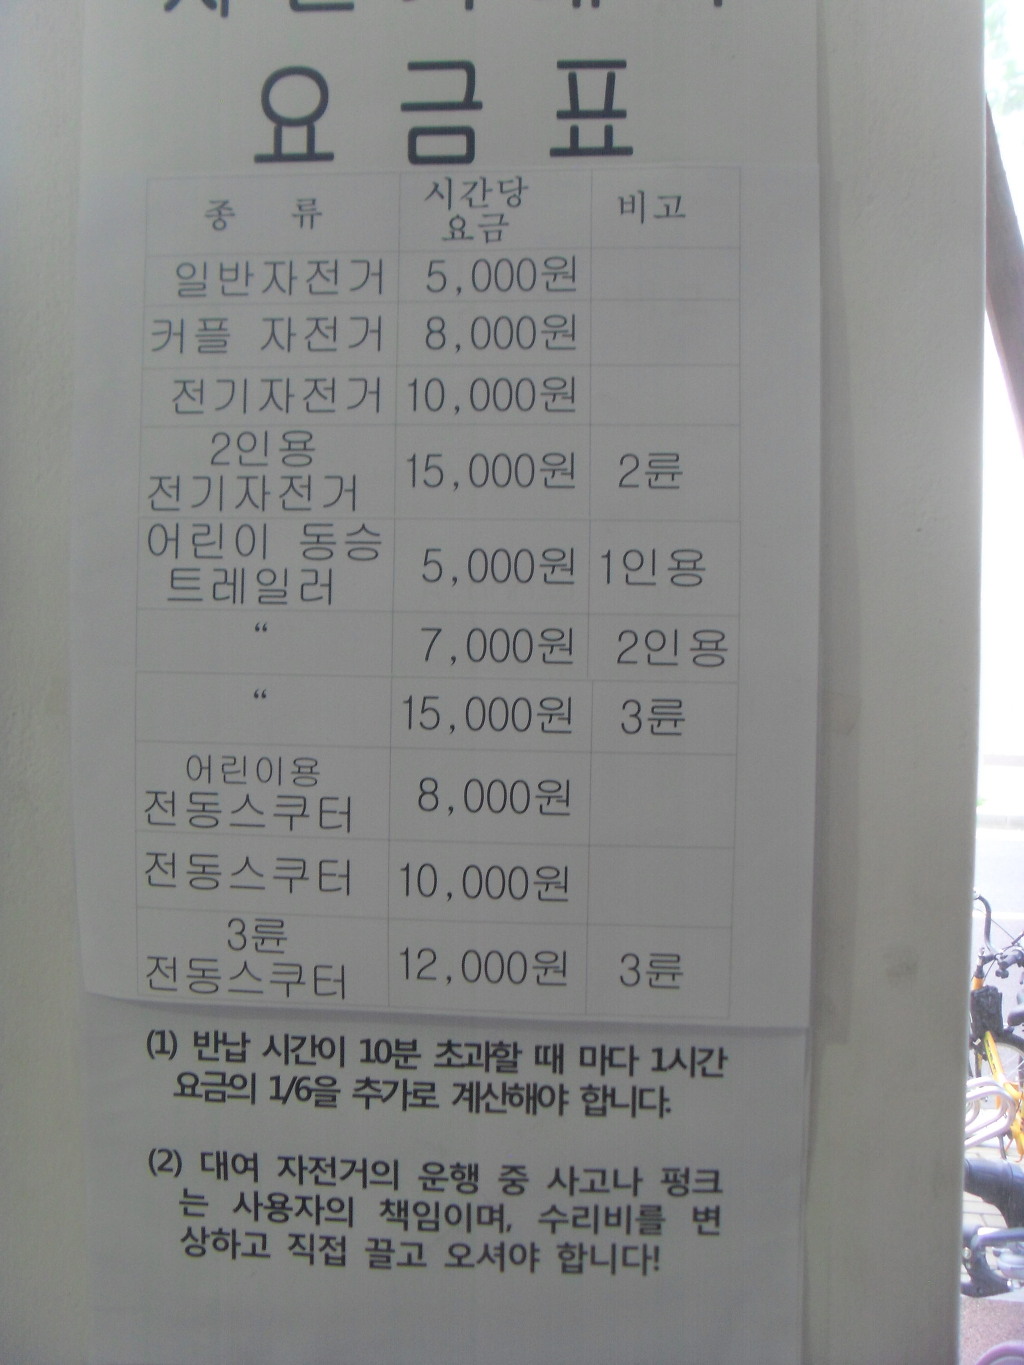 요금표
종 류 시간당 요금 비고
일반자전거 5,000원
커플 자전거 8,000원
전기자전거 10,000원
2인용 전기자전거 15,000원 2륜
어린이 동승 트레일러 5,000원 1인용
“ 7,000원 2인용
“ 15,000원 3륜
어린이용 전동스쿠터 8,000원
전동스쿠터 10,000원
3륜 전동스쿠터 12,000원 3륜
(1) 반납 시간이 10분 초과할 때 마다 1시간
요금의 1/6을 추가로 계산해야 합니다.
(2) 대여 자전거의 운행 중 사고나 펑크
는 사용자의 책임이며, 수리비를 변
상하고 직접 끌고 오셔야 합니다!